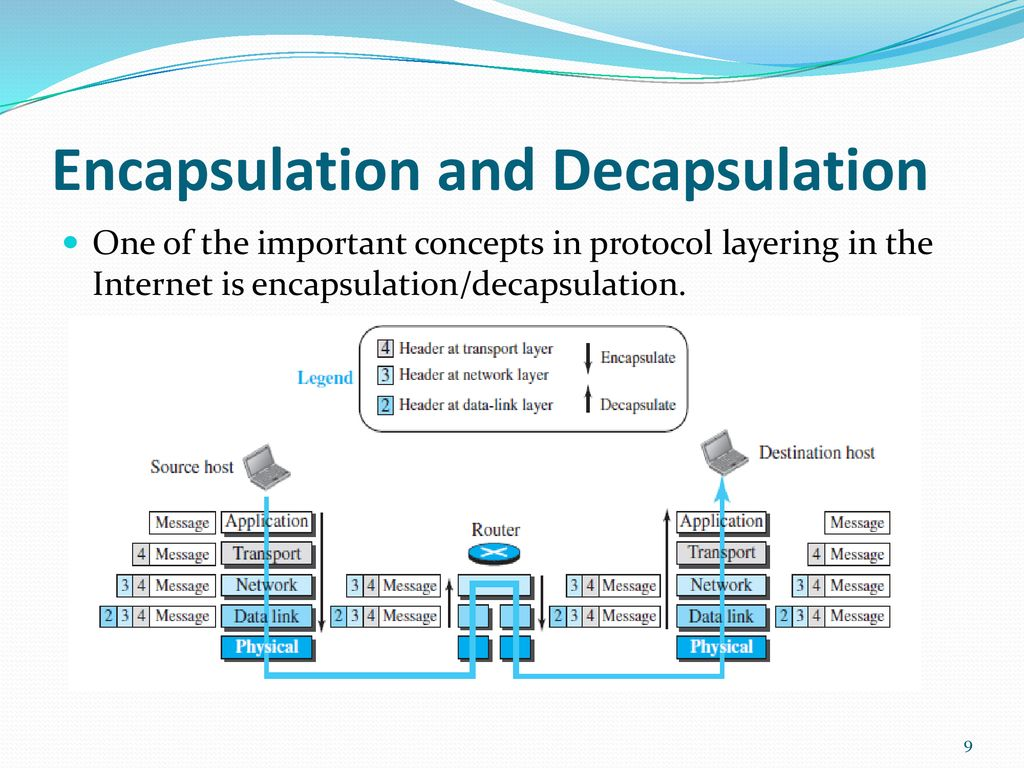 Encapsulation and Decapsulation
One of the important concepts in protocol layering in the
Internet is encapsulation/decapsulation.
Legend
4 Header at transport layer
3 Header at network layer
2 Header at data-link layer
Encapsulate
Decapsulate
Source host
Destination host
Router
Message Application
4 Message Transport
3 4 Message Network
2 3 4 Message Data link
Physical
3 4 Message
2 3 4 Message
3 4 Message
2 3 4 Message
Application Message
Transport 4 Message
Network 3 4 Message
Data link 2 3 4 Message
Physical
9